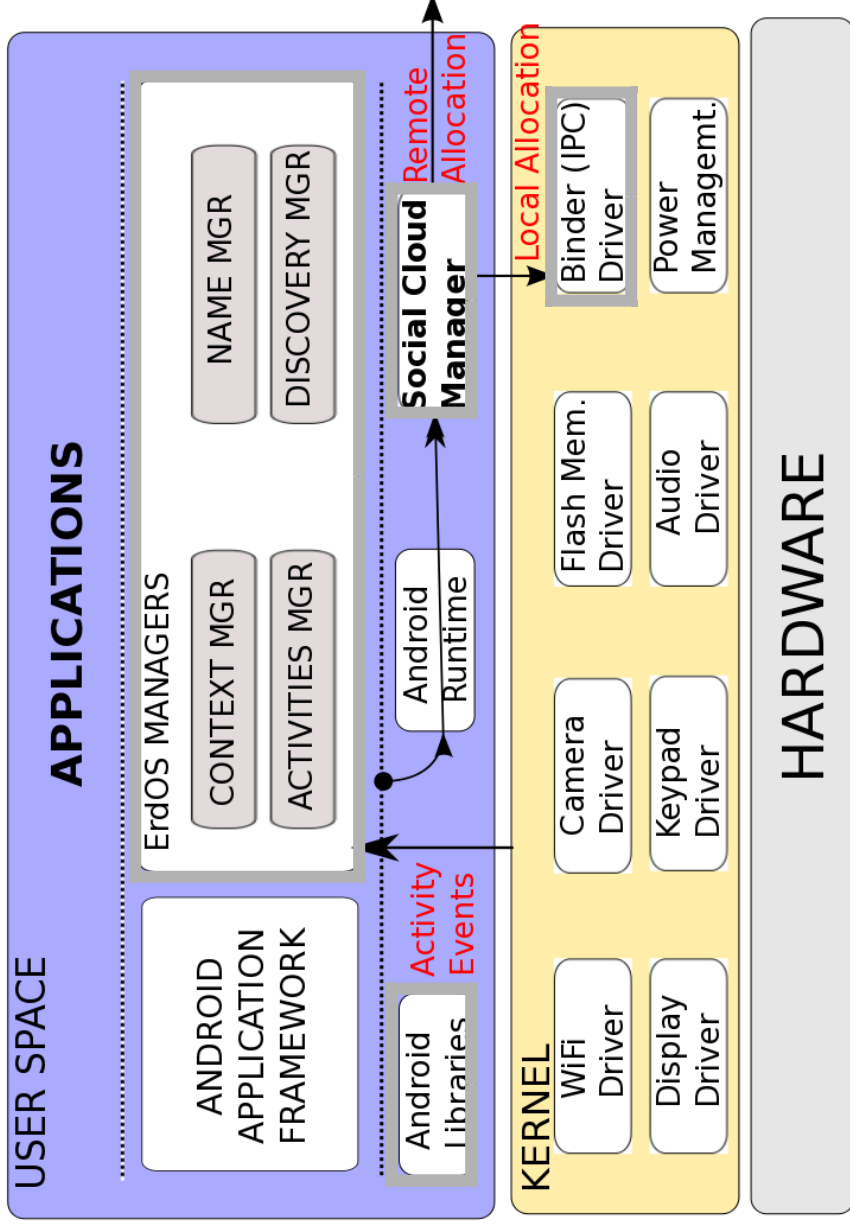 USER SPACE
APPLICATIONS
ANDROID
APPLICATION
FRAMEWORK
ErdOS MANAGERS
CONTEXT MGR
NAME MGR
ACTIVITIES MGR
DISCOVERY MGR
Android
Libraries
Activity
Events
Android
Runtime
Social Cloud
Manager
Remote
Allocation
Local Allocation
KERNEL
WiFi
Driver
Camera
Driver
Flash Mem.
Driver
Binder (IPC)
Driver
Display
Driver
Keypad
Driver
Audio
Driver
Power
Managemt.
HARDWARE